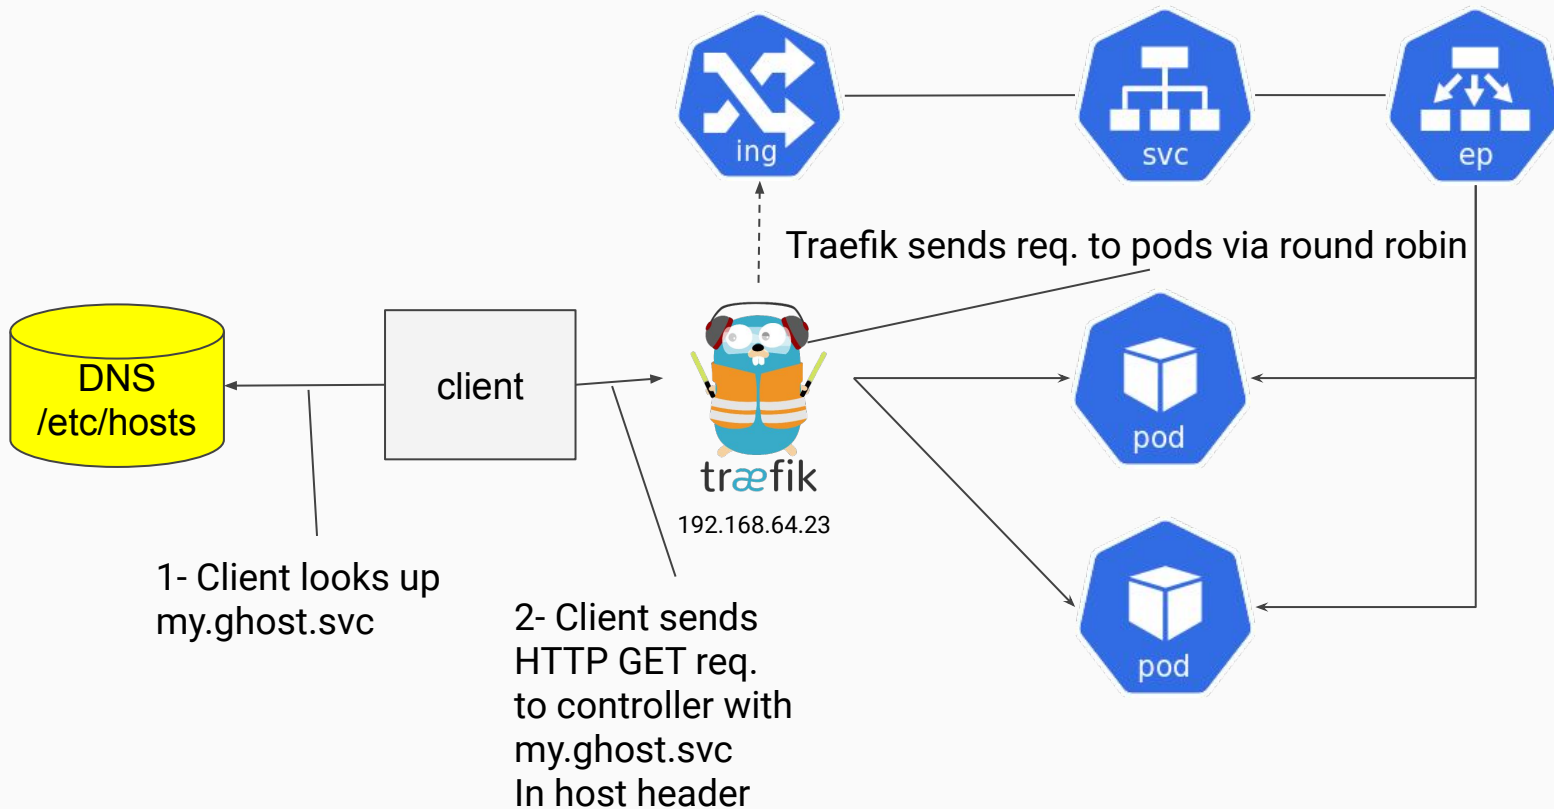 ing
svc
ep
Traefik sends req. to pods via round robin
DNS
/etc/hosts
client
træfik
192.168.64.23
pod
pod
1- Client looks up
my.ghost.svc
2- Client sends
HTTP GET req.
to controller with
my.ghost.svc
In host header